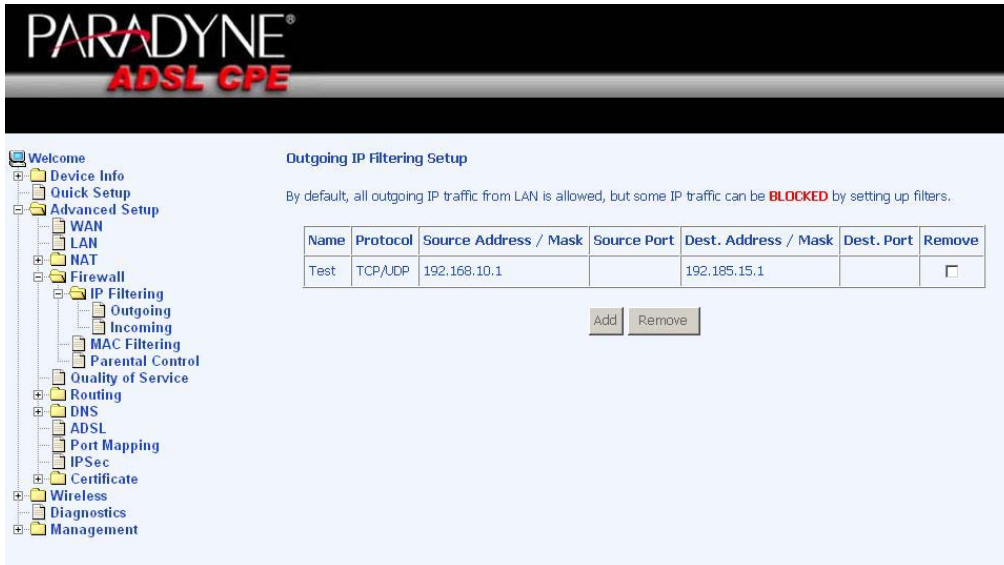 PARADYNE®
ADSL CPE
Welcome
Device Info
Quick Setup
Advanced Setup
WAN
LAN
NAT
Firewall
IP Filtering
Outgoing
Incoming
MAC Filtering
Parental Control
Quality of Service
Routing
DNS
ADSL
Port Mapping
IPSec
Certificate
Wireless
Diagnostics
Management
Outgoing IP Filtering Setup
By default, all outgoing IP traffic from LAN is allowed, but some IP traffic can be BLOCKED by setting up filters.
Name Protocol Source Address / Mask Source Port Dest. Address / Mask Dest. Port Remove
Test TCP/UDP 192.168.10.1 192.185.15.1
Add Remove